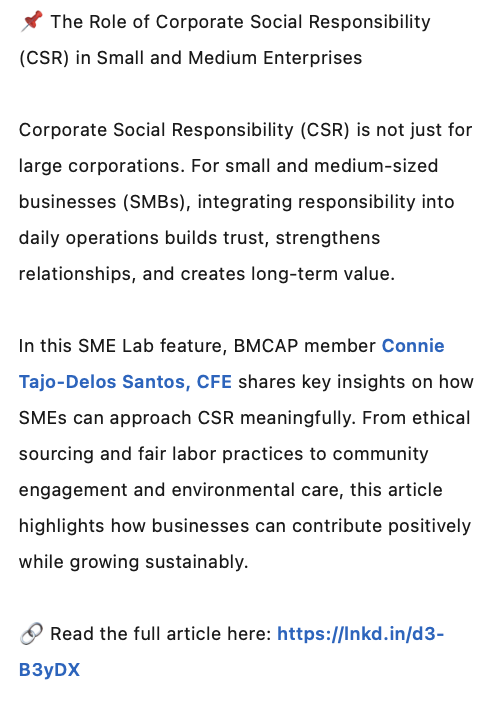 📌 The Role of Corporate Social Responsibility
(CSR) in Small and Medium Enterprises
Corporate Social Responsibility (CSR) is not just for
large corporations. For small and medium-sized
businesses (SMBs), integrating responsibility into
daily operations builds trust, strengthens
relationships, and creates long-term value.
In this SME Lab feature, BMCAP member Connie
Tajo-Delos Santos, CFE shares key insights on how
SMEs can approach CSR meaningfully. From ethical
sourcing and fair labor practices to community
engagement and environmental care, this article
highlights how businesses can contribute positively
while growing sustainably.
🔗 Read the full article here: https://lnkd.in/d3-
B3yDX